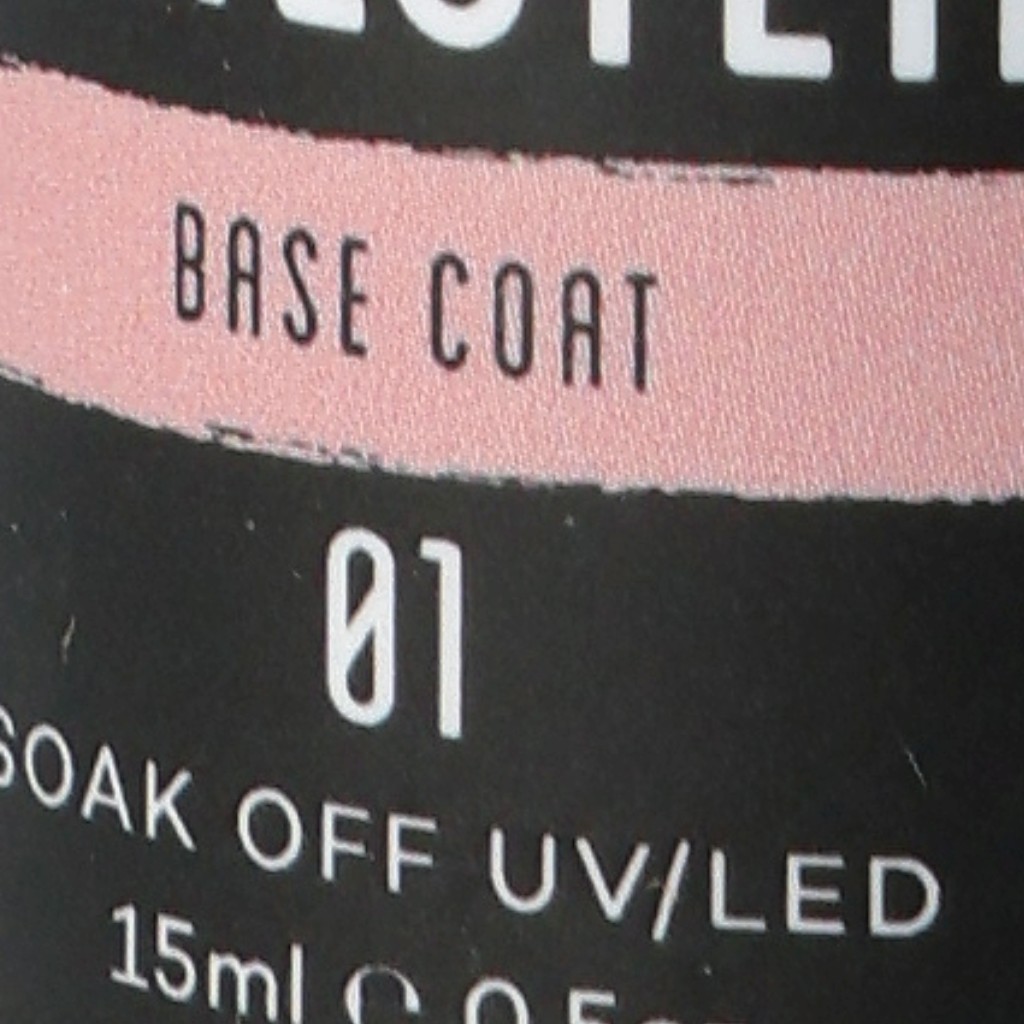 BASE COAT
01
SOAK OFF UV/LED
15ml